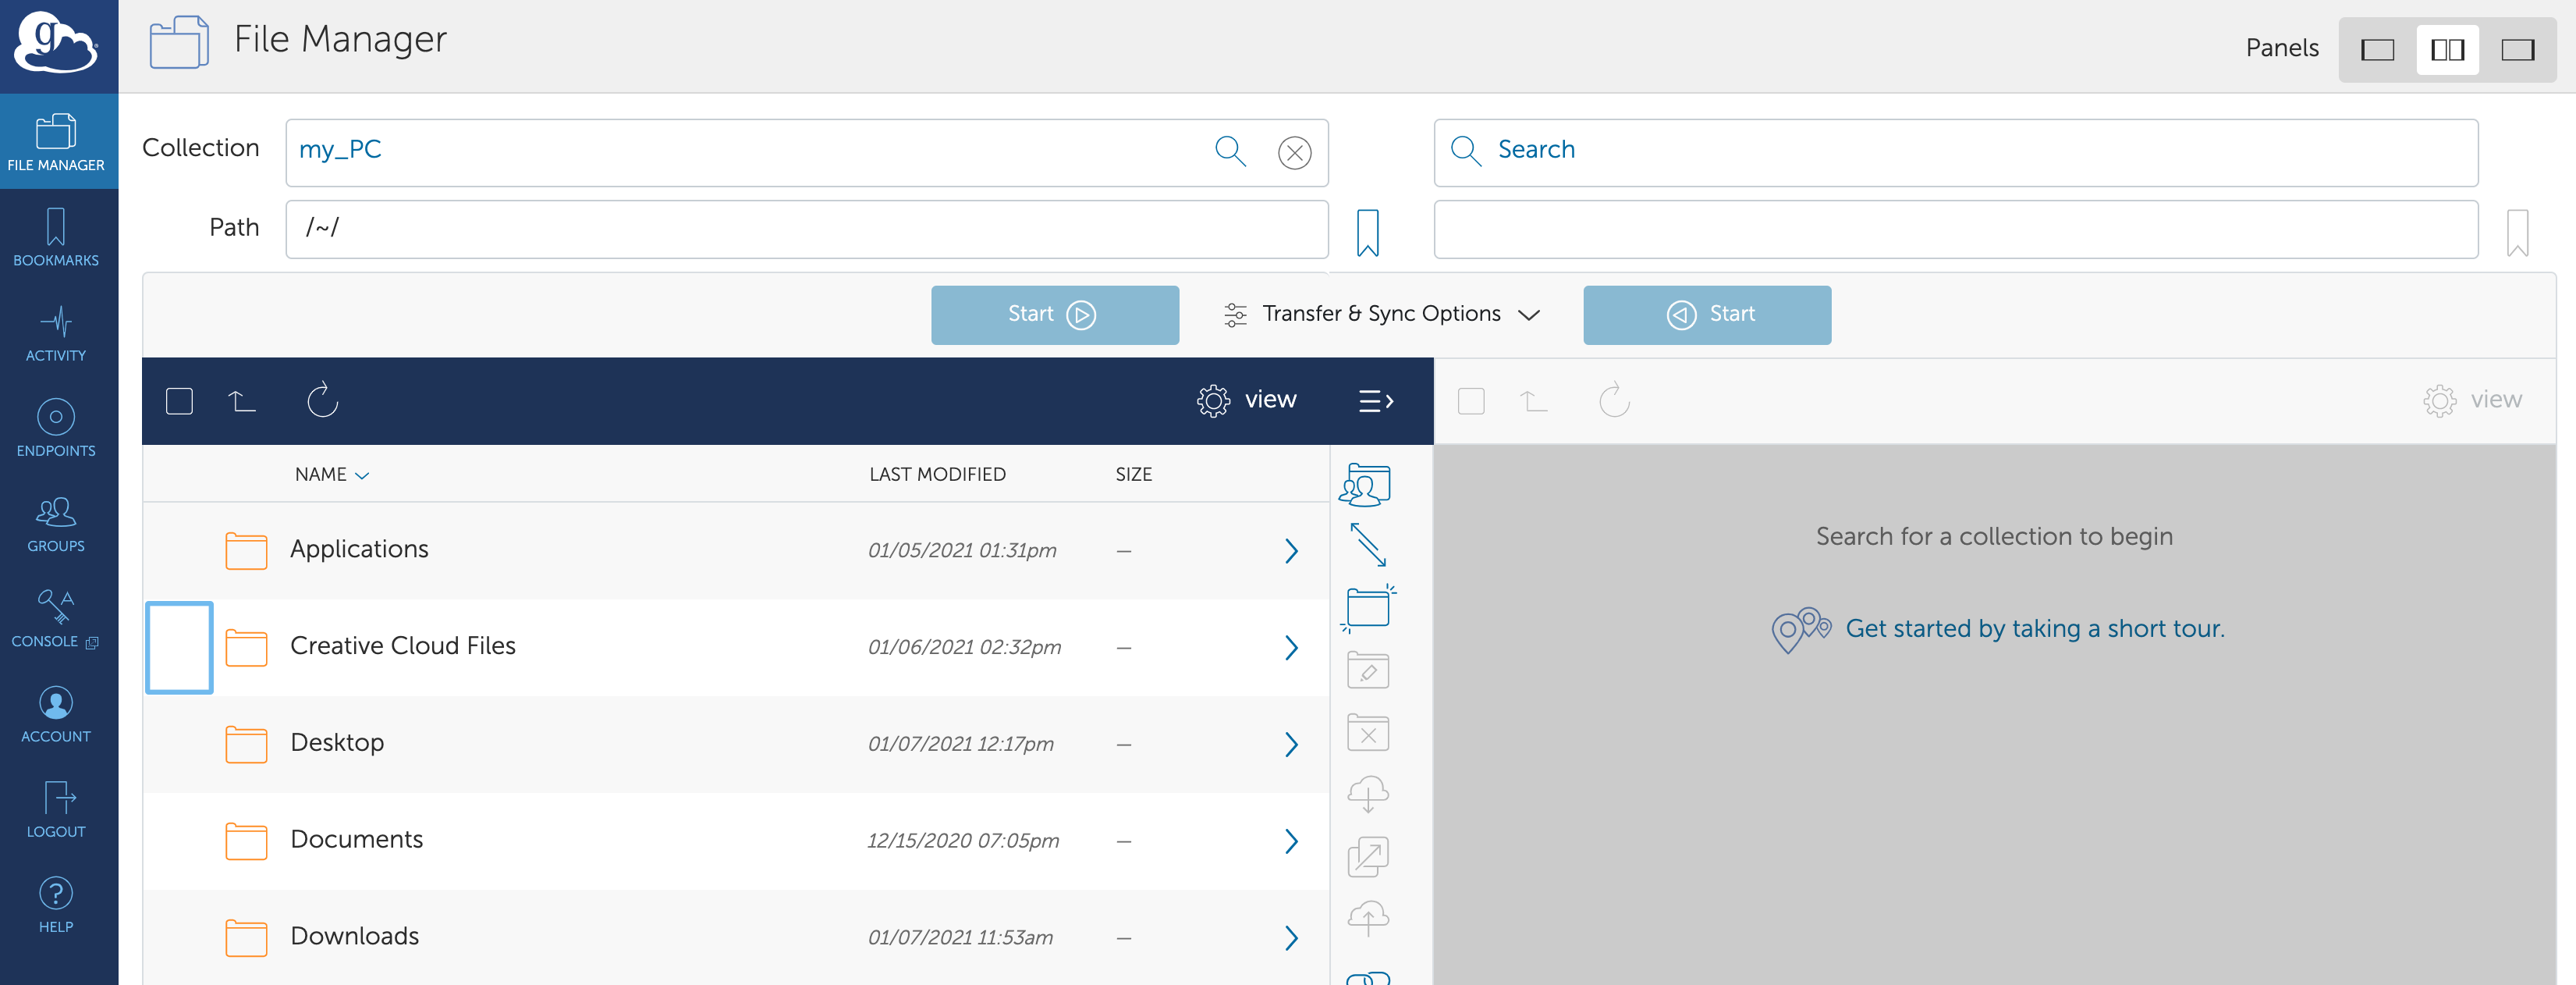 g
File Manager
Panels
FILE MANAGER
BOOKMARKS
ACTIVITY
ENDPOINTS
GROUPS
CONSOLE
ACCOUNT
LOGOUT
HELP
Collection
my_PC
Search
Path
/~/
Start
Transfer & Sync Options
Start
view
view
NAME LAST MODIFIED SIZE
Applications 01/05/2021 01:31pm —
Creative Cloud Files 01/06/2021 02:32pm —
Desktop 01/07/2021 12:17pm —
Documents 12/15/2020 07:05pm —
Downloads 01/07/2021 11:53am —
Search for a collection to begin
Get started by taking a short tour.